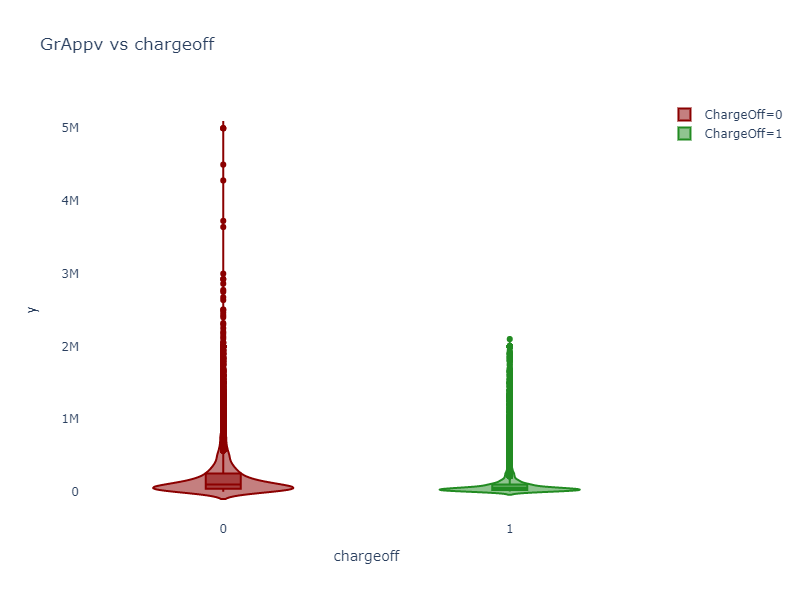 GrAppv vs chargeoff
ChargeOff=0
ChargeOff=1
5M
4M
3M
2M
1M
0
y
0
1
chargeoff